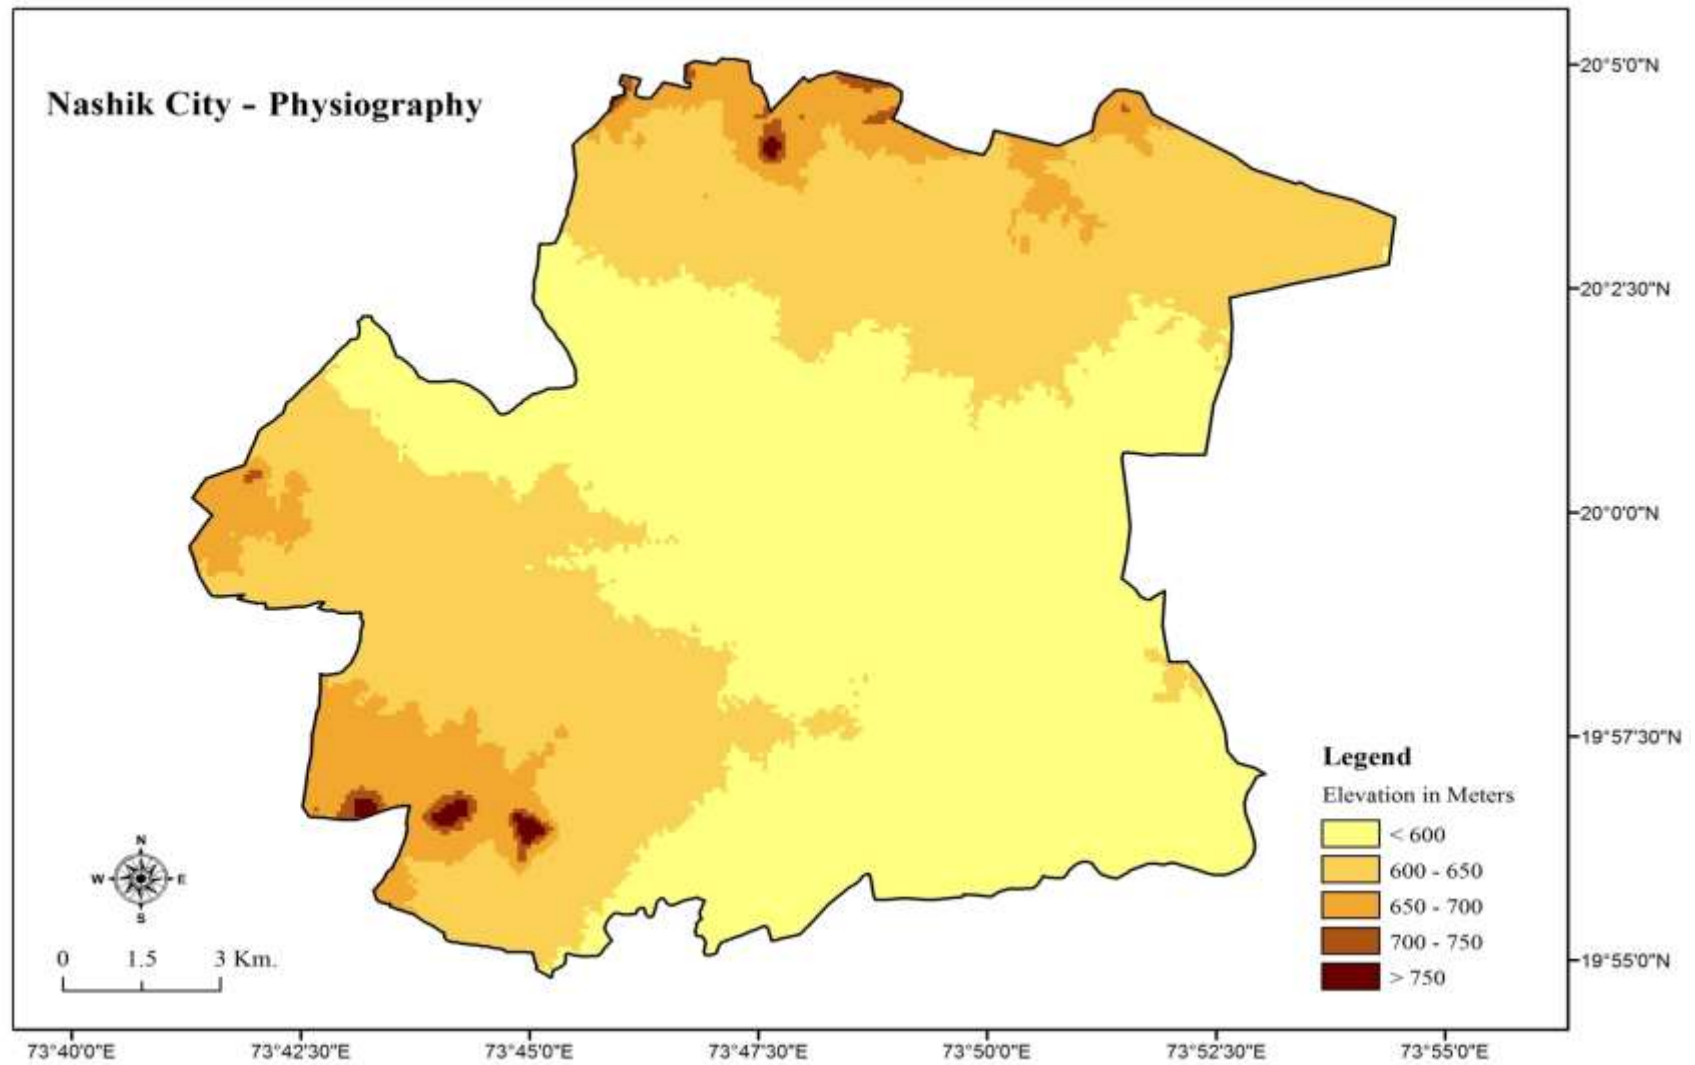 Nashik City - Physiography
20°5'0"N
20°2'30"N
20°0'0"N
19°57'30"N
19°55'0"N
Legend
Elevation in Meters
< 600
600 - 650
650 - 700
700 - 750
> 750
N
W E
S
0 1.5 3 Km.
73°40'0"E 73°42'30"E 73°45'0"E 73°47'30"E 73°50'0"E 73°52'30"E 73°55'0"E